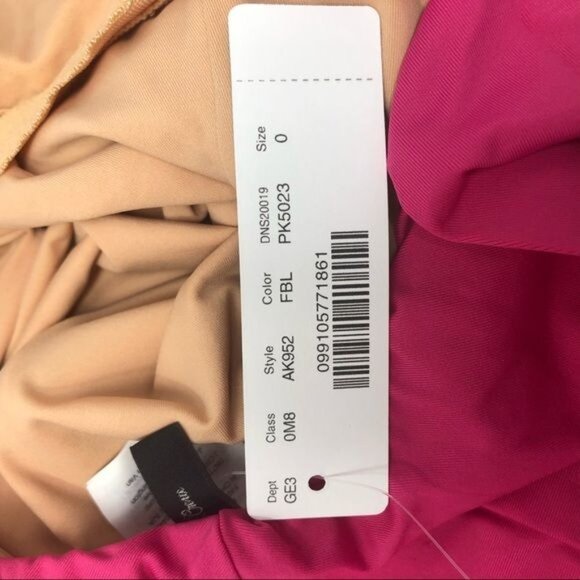 Dept Class Style Color DNS20019 Size
GE3 0M8 AK952 FBL PK5023 0
099105771861